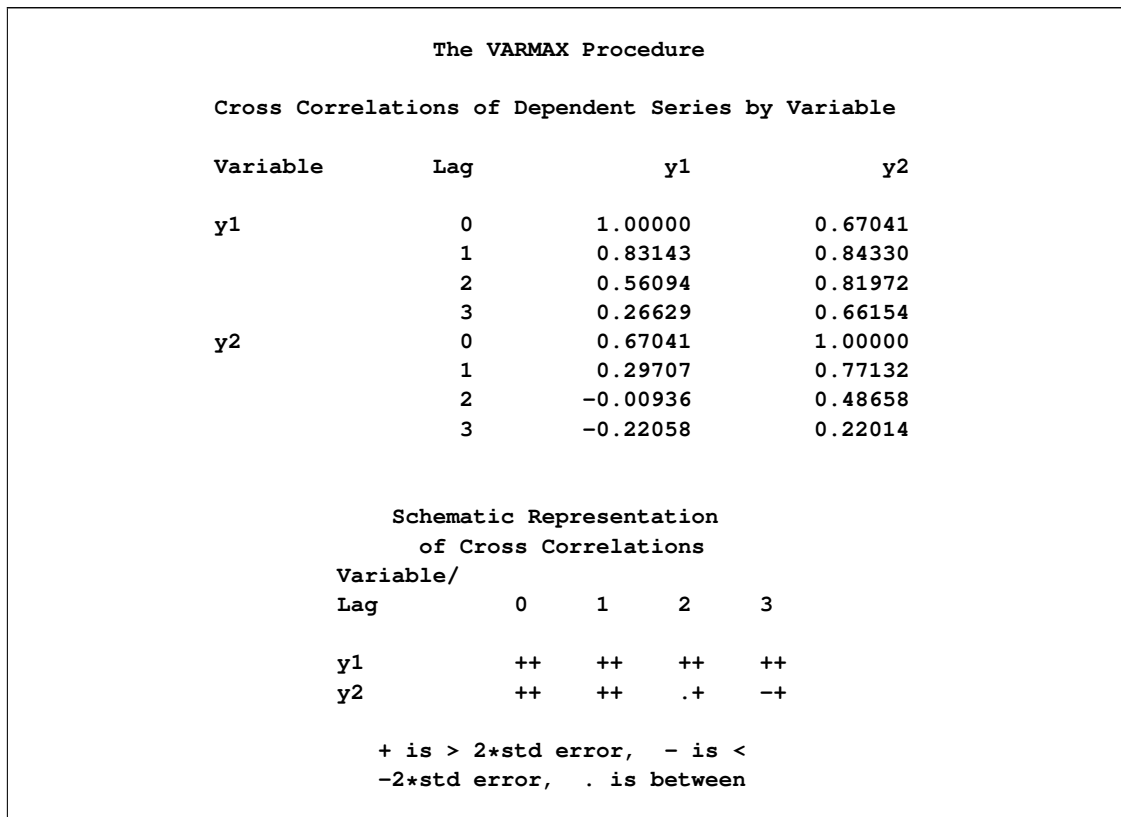 The VARMAX Procedure
Cross Correlations of Dependent Series by Variable
Variable Lag y1 y2
y1 0 1.00000 0.67041
1 0.83143 0.84330
2 0.56094 0.81972
3 0.26629 0.66154
y2 0 0.67041 1.00000
1 0.29707 0.77132
2 -0.00936 0.48658
3 -0.22058 0.22014
Schematic Representation
of Cross Correlations
Variable/
Lag 0 1 2 3
y1 ++ ++ ++ ++
y2 ++ ++ .+ -+
+ is > 2*std error, - is <
-2*std error, . is between